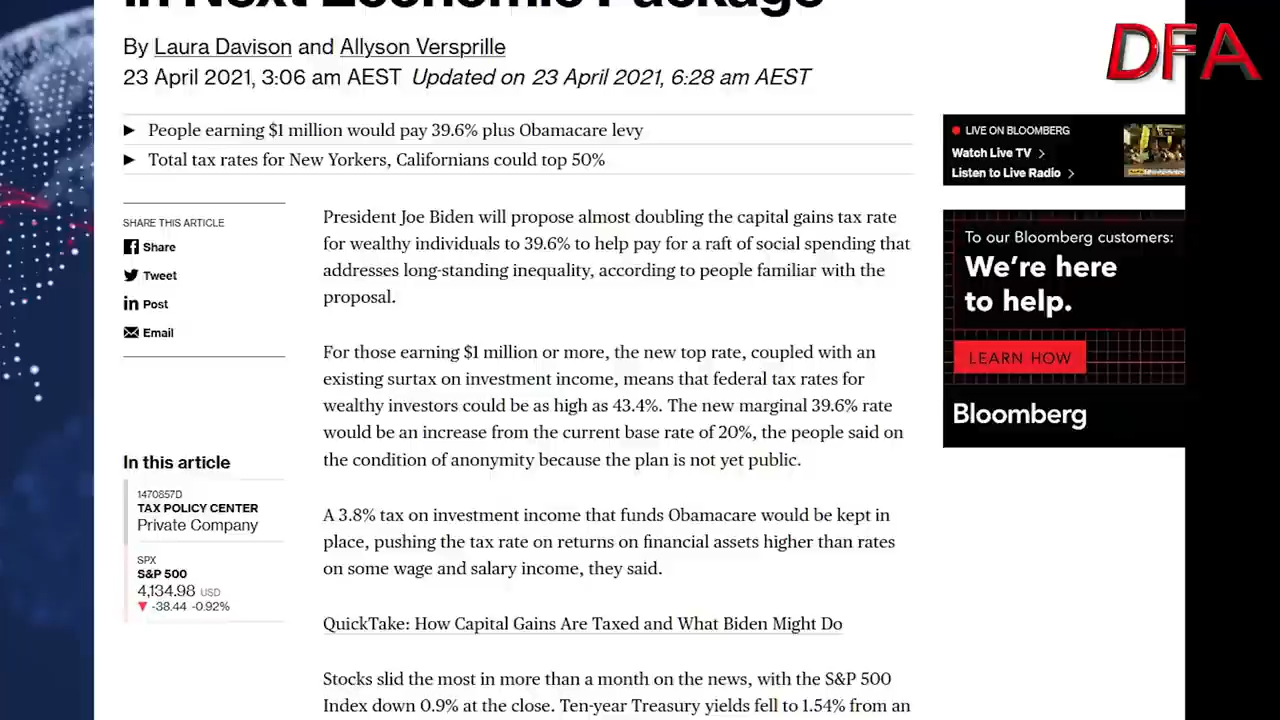 in Next Economic Package
DFA
By Laura Davison and Allyson Versprille
23 April 2021, 3:06 am AEST Updated on 23 April 2021, 6:28 am AEST
People earning $1 million would pay 39.6% plus Obamacare levy
Total tax rates for New Yorkers, Californians could top 50%
SHARE THIS ARTICLE
Share
Tweet
Post
Email
In this article
1470857D
TAX POLICY CENTER
Private Company
SPX
S&P 500
4,134.98 USD
▼ -38.44 -0.92%
President Joe Biden will propose almost doubling the capital gains tax rate
for wealthy individuals to 39.6% to help pay for a raft of social spending that
addresses long-standing inequality, according to people familiar with the
proposal.
For those earning $1 million or more, the new top rate, coupled with an
existing surtax on investment income, means that federal tax rates for
wealthy investors could be as high as 43.4%. The new marginal 39.6% rate
would be an increase from the current base rate of 20%, the people said on
the condition of anonymity because the plan is not yet public.
A 3.8% tax on investment income that funds Obamacare would be kept in
place, pushing the tax rate on returns on financial assets higher than rates
on some wage and salary income, they said.
QuickTake: How Capital Gains Are Taxed and What Biden Might Do
Stocks slid the most in more than a month on the news, with the S&P 500
Index down 0.9% at the close. Ten-year Treasury yields fell to 1.54% from an
LIVE ON BLOOMBERG
Watch Live TV
Listen to Live Radio
To our Bloomberg customers:
We're here
to help.
LEARN HOW
Bloomberg